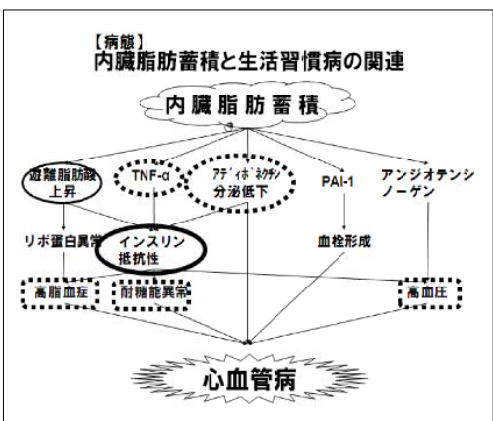 【病態】
内臓脂肪蓄積と生活習慣病の関連
内臓脂肪蓄積
遊離脂肪酸
上昇
TNF-α
アディポネクチン
分泌低下
PAI-1
アンジオテンシ
ノーゲン
リポ蛋白異常
インスリン
抵抗性
血栓形成
高脂血症
耐糖能異常
高血圧
心血管病